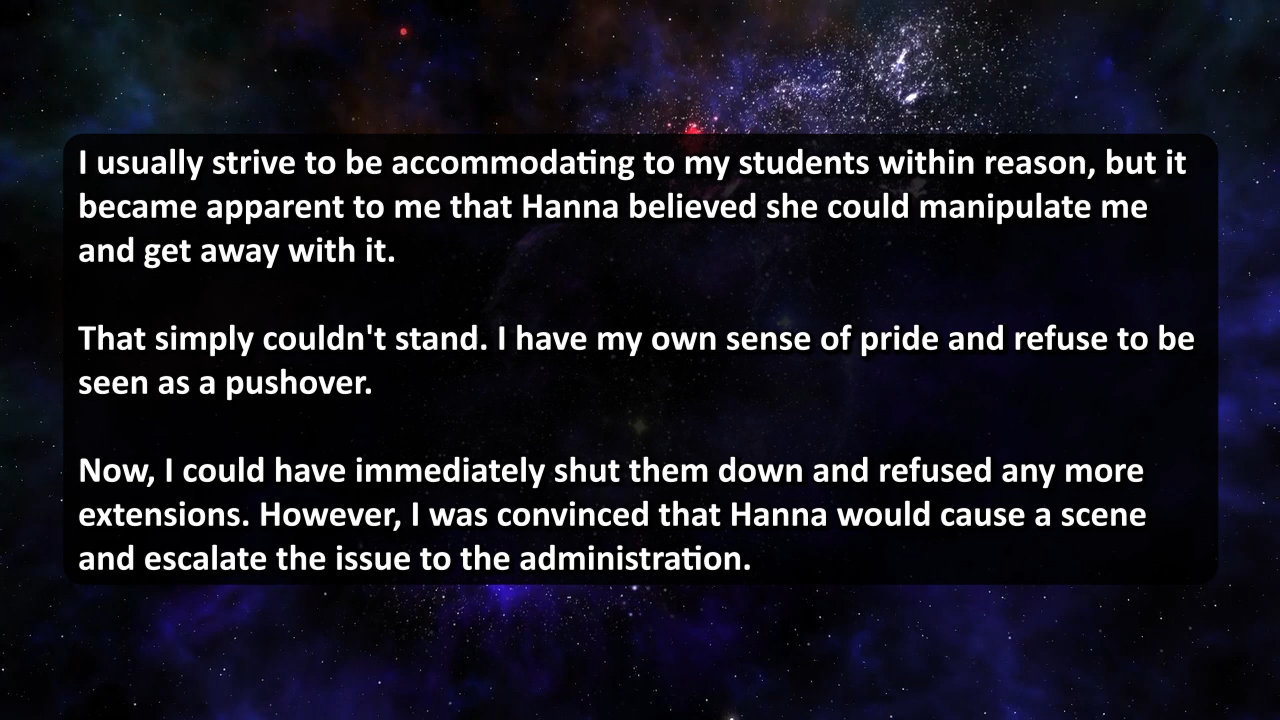 I usually strive to be accommodating to my students within reason, but it
became apparent to me that Hanna believed she could manipulate me
and get away with it.
That simply couldn't stand. I have my own sense of pride and refuse to be
seen as a pushover.
Now, I could have immediately shut them down and refused any more
extensions. However, I was convinced that Hanna would cause a scene
and escalate the issue to the administration.